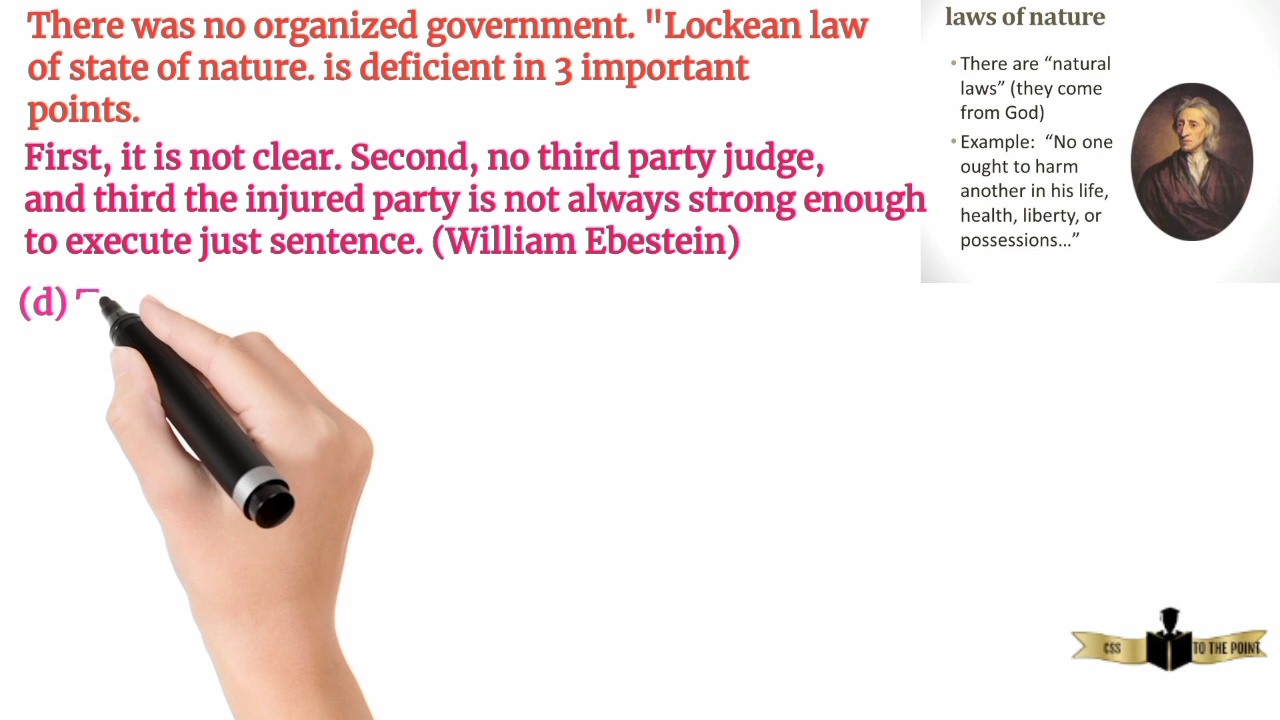 There was no organized government. "Lockean law
of state of nature. is deficient in 3 important
points.
First, it is not clear. Second, no third party judge,
and third the injured party is not always strong enough
to execute just sentence. (William Ebestein)
(d)
laws of nature
• There are “natural
laws” (they come
from God)
• Example: “No one
ought to harm
another in his life,
health, liberty, or
possessions…”
CSS TO THE POINT